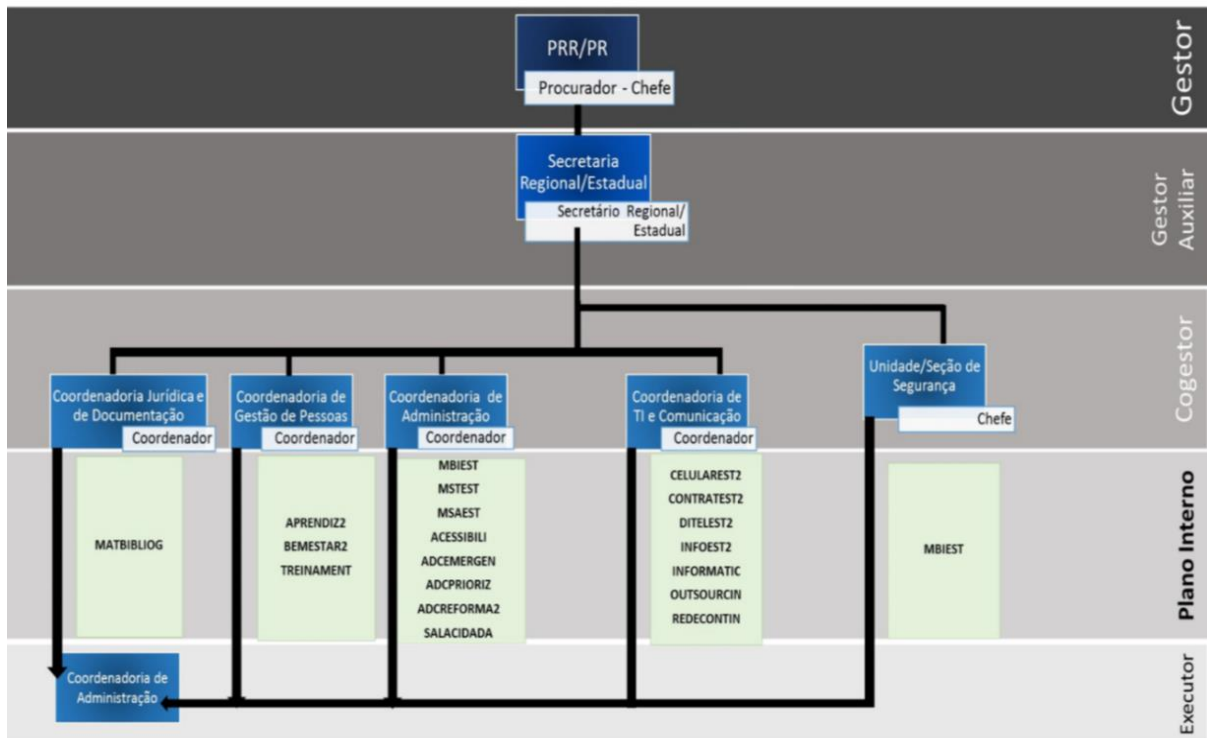 PRR/PR
Procurador - Chefe
Gestor
Secretaria
Regional/Estadual
Secretário Regional/
Estadual
Gestor
Auxiliar
Coordenadoria Jurídica e
de Documentação
Coordenador
Coordenadoria de
Gestão de Pessoas
Coordenador
Coordenadoria de
Administração
Coordenador
Coordenadoria de
TI e Comunicação
Coordenador
Unidade/Seção de
Segurança
Chefe
Cogestor
MATBIBLIOG
APRENDIZ2
BEMESTAR2
TREINAMENT
MBIEST
MSTEST
MSAEST
ACESSIBILI
ADCEMERGEN
ADCPRIORIZ
ADCREFORMA2
SALACIDADA
CELULAREST2
CONTRATEST2
DITELEST2
INFOEST2
INFORMATIC
OUTSOURCIN
REDECONTIN
MBIEST
Plano Interno
Coordenadoria de
Administração
Executor